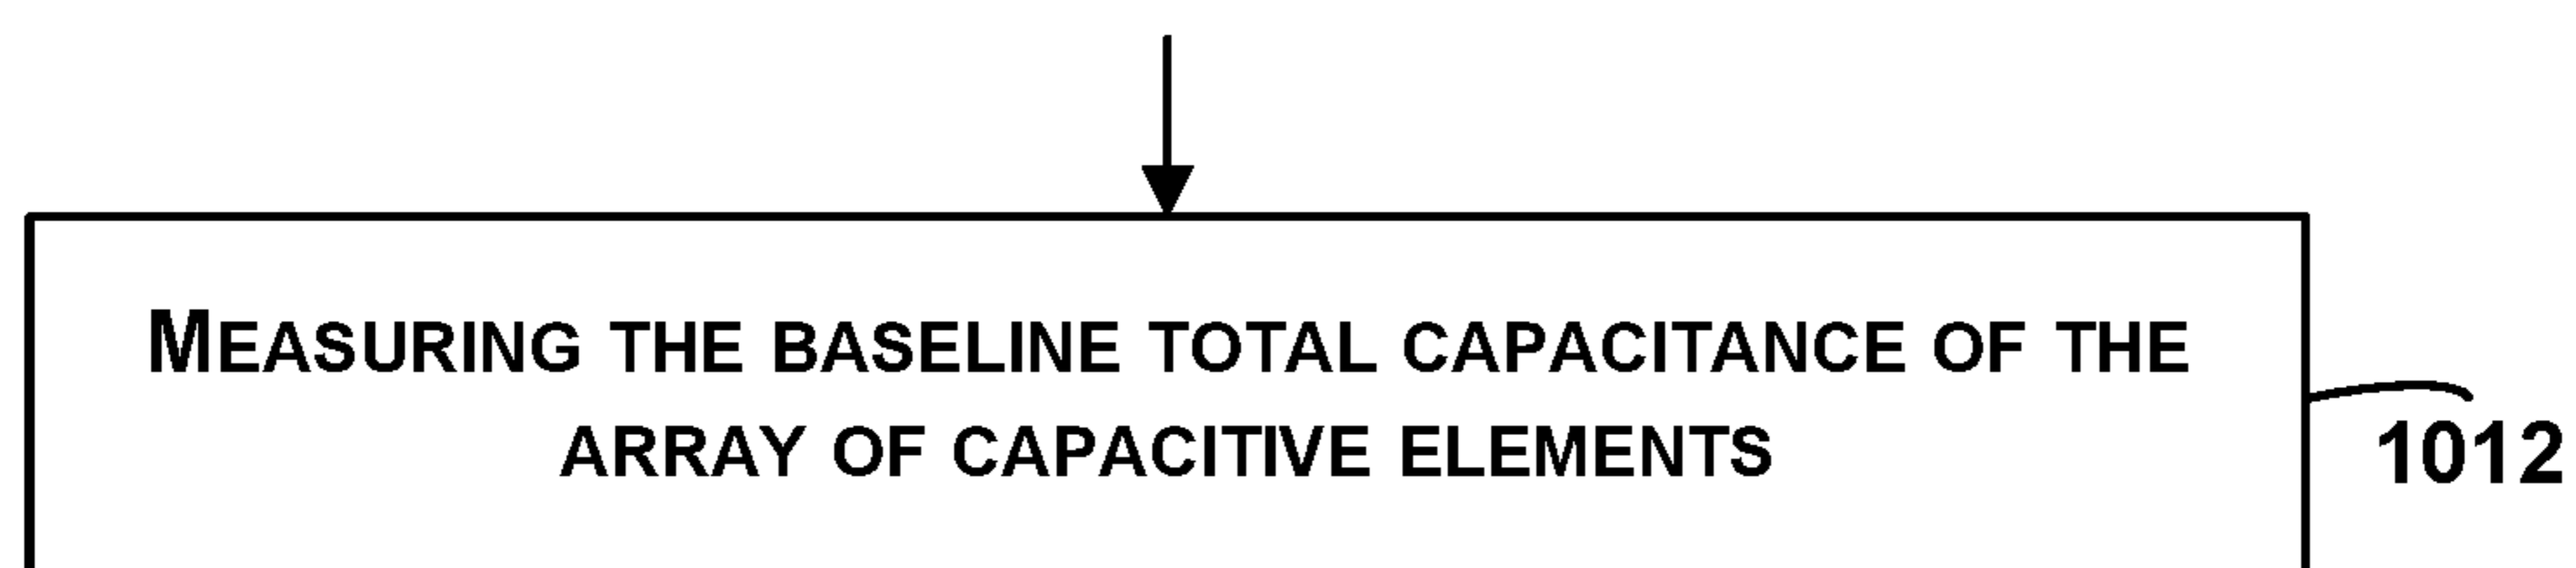 MEASURING THE BASELINE TOTAL CAPACITANCE OF THE
ARRAY OF CAPACITIVE ELEMENTS
1012